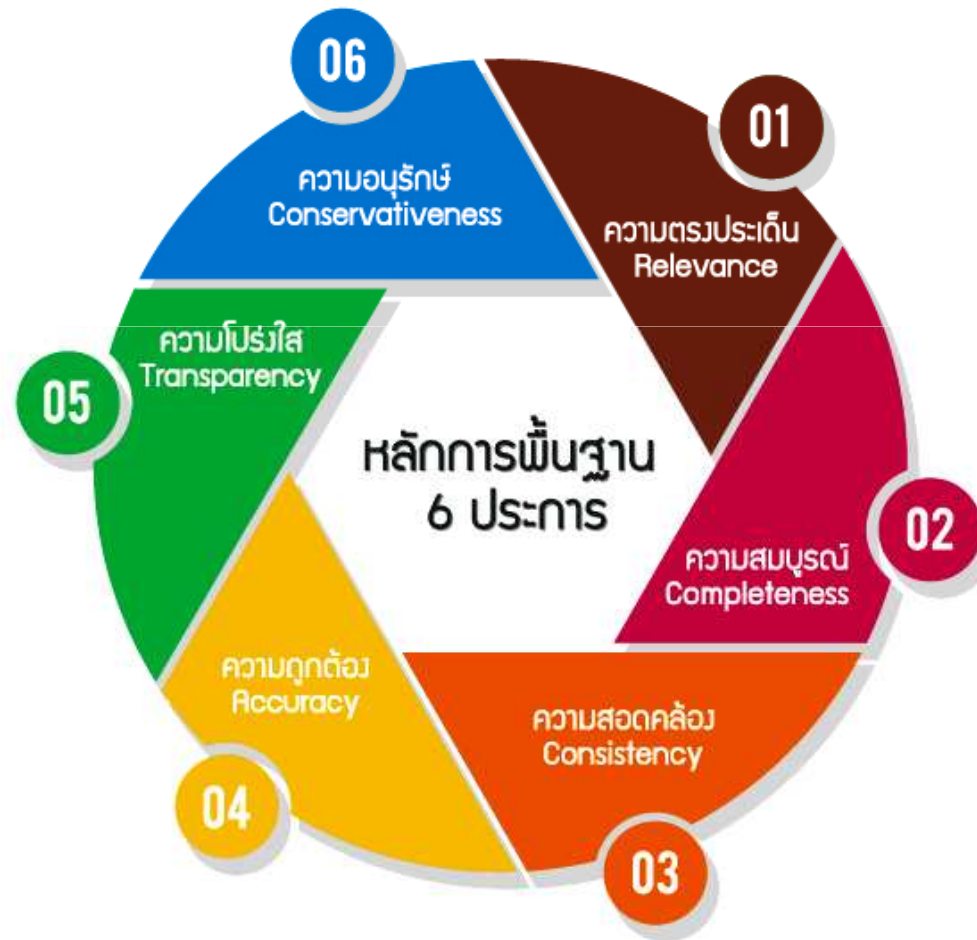 หลักการพื้นฐาน
6 ประการ
01
ความตรงประเด็น
Relevance
02
ความสมบูรณ์
Completeness
03
ความสอดคล้อง
Consistency
04
ความถูกต้อง
Accuracy
05
ความโปร่งใส
Transparency
06
ความอนุรักษ์
Conservativeness